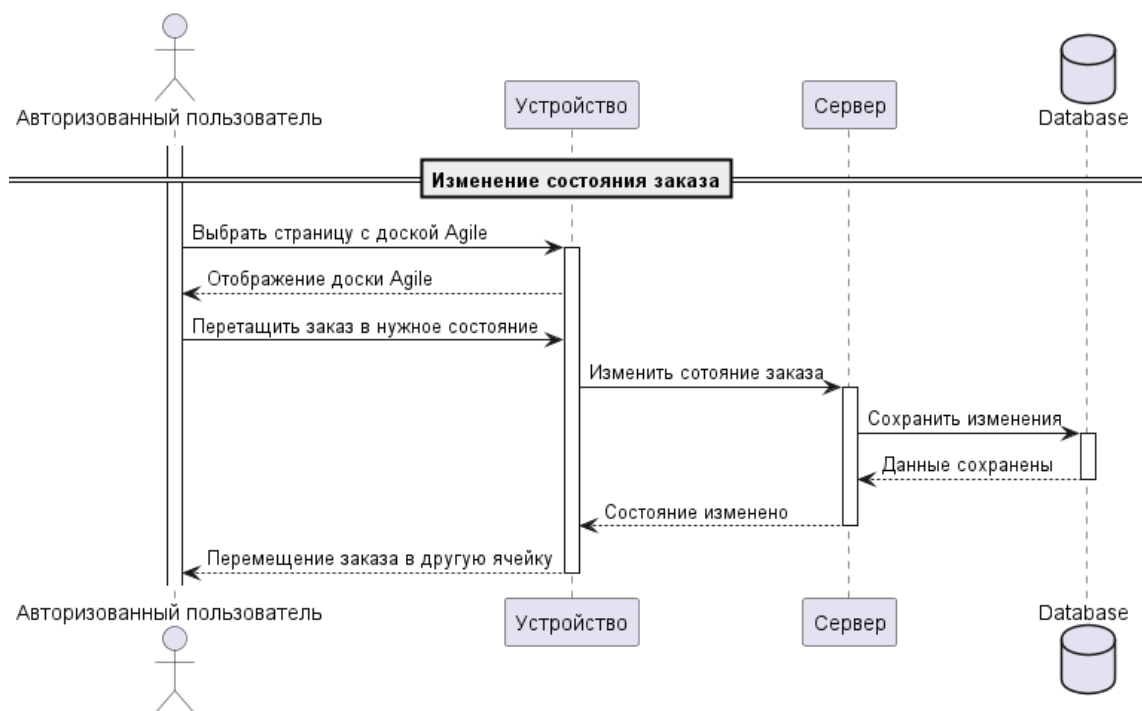 Авторизованный пользователь
Устройство
Сервер
Database
Изменение состояния заказа
Выбрать страницу с доской Agile
Отображение доски Agile
Перетащить заказ в нужное состояние
Изменить сотояние заказа
Сохранить изменения
Данные сохранены
Состояние изменено
Перемещение заказа в другую ячейку
Авторизованный пользователь
Устройство
Сервер
Database